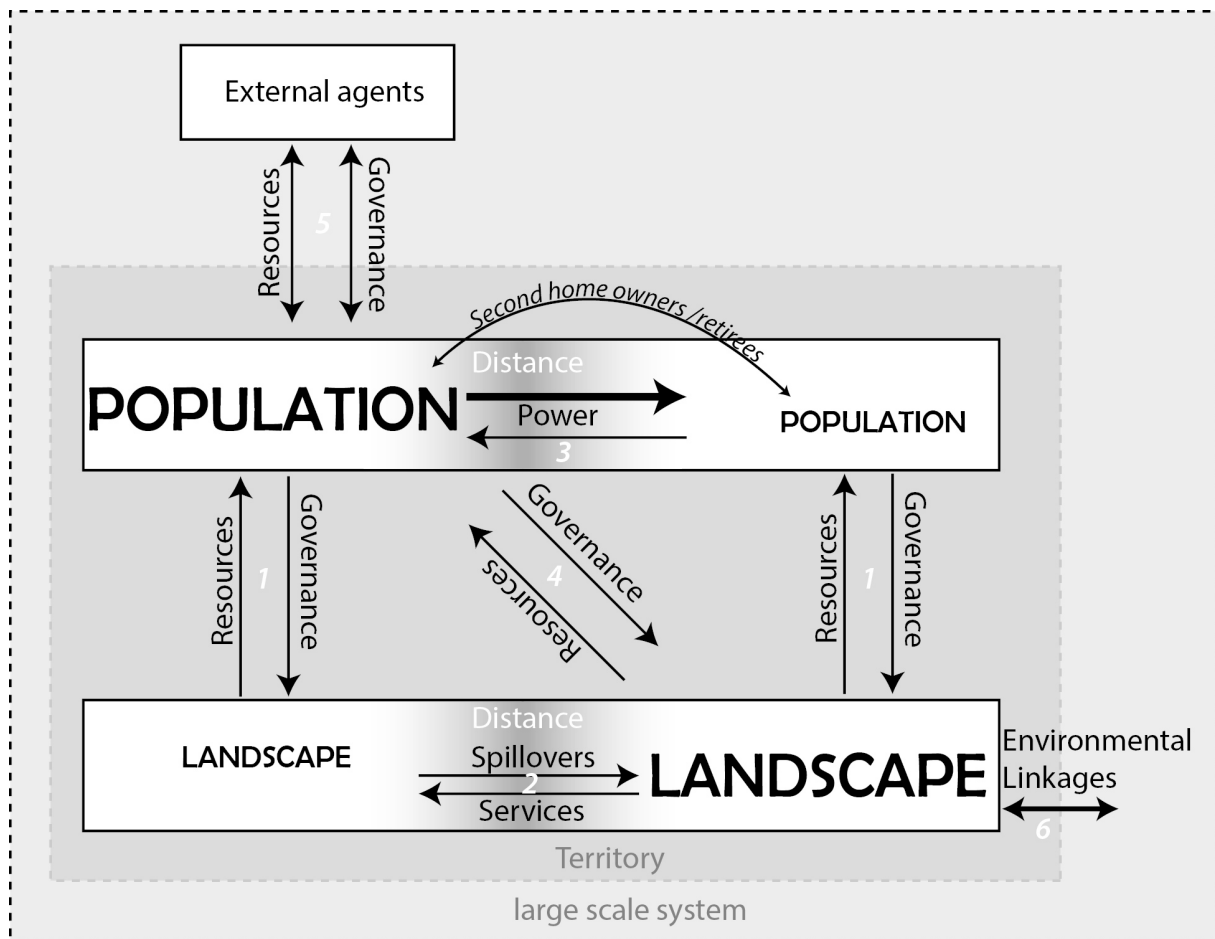 External agents
Resources
5
Governance
Second home owners /retirees
Distance
POPULATION
Power
3
POPULATION
Resources
1
Governance
Governance
4
Resources
Resources
1
Governance
Distance
LANDSCAPE
Spillovers
2
Services
LANDSCAPE
Environmental
Linkages
6
Territory
large scale system